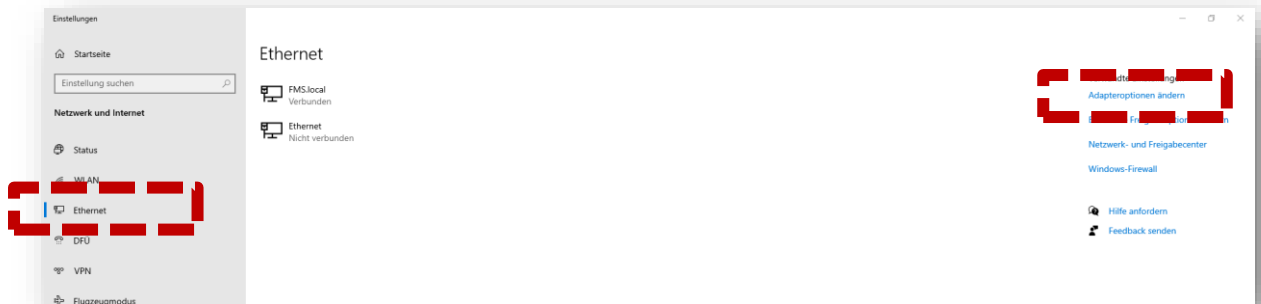 Einstellungen
Startseite
Einstellung suchen
Netzwerk und Internet
Status
WLAN
Ethernet
DFÜ
VPN
Flugzeugmodus
Ethernet
FMS.local
Verbunden
Ethernet
Nicht verbunden
Adapteroptionen ändern
Netzwerk- und Freigabecenter
Windows-Firewall
Hilfe anfordern
Feedback senden